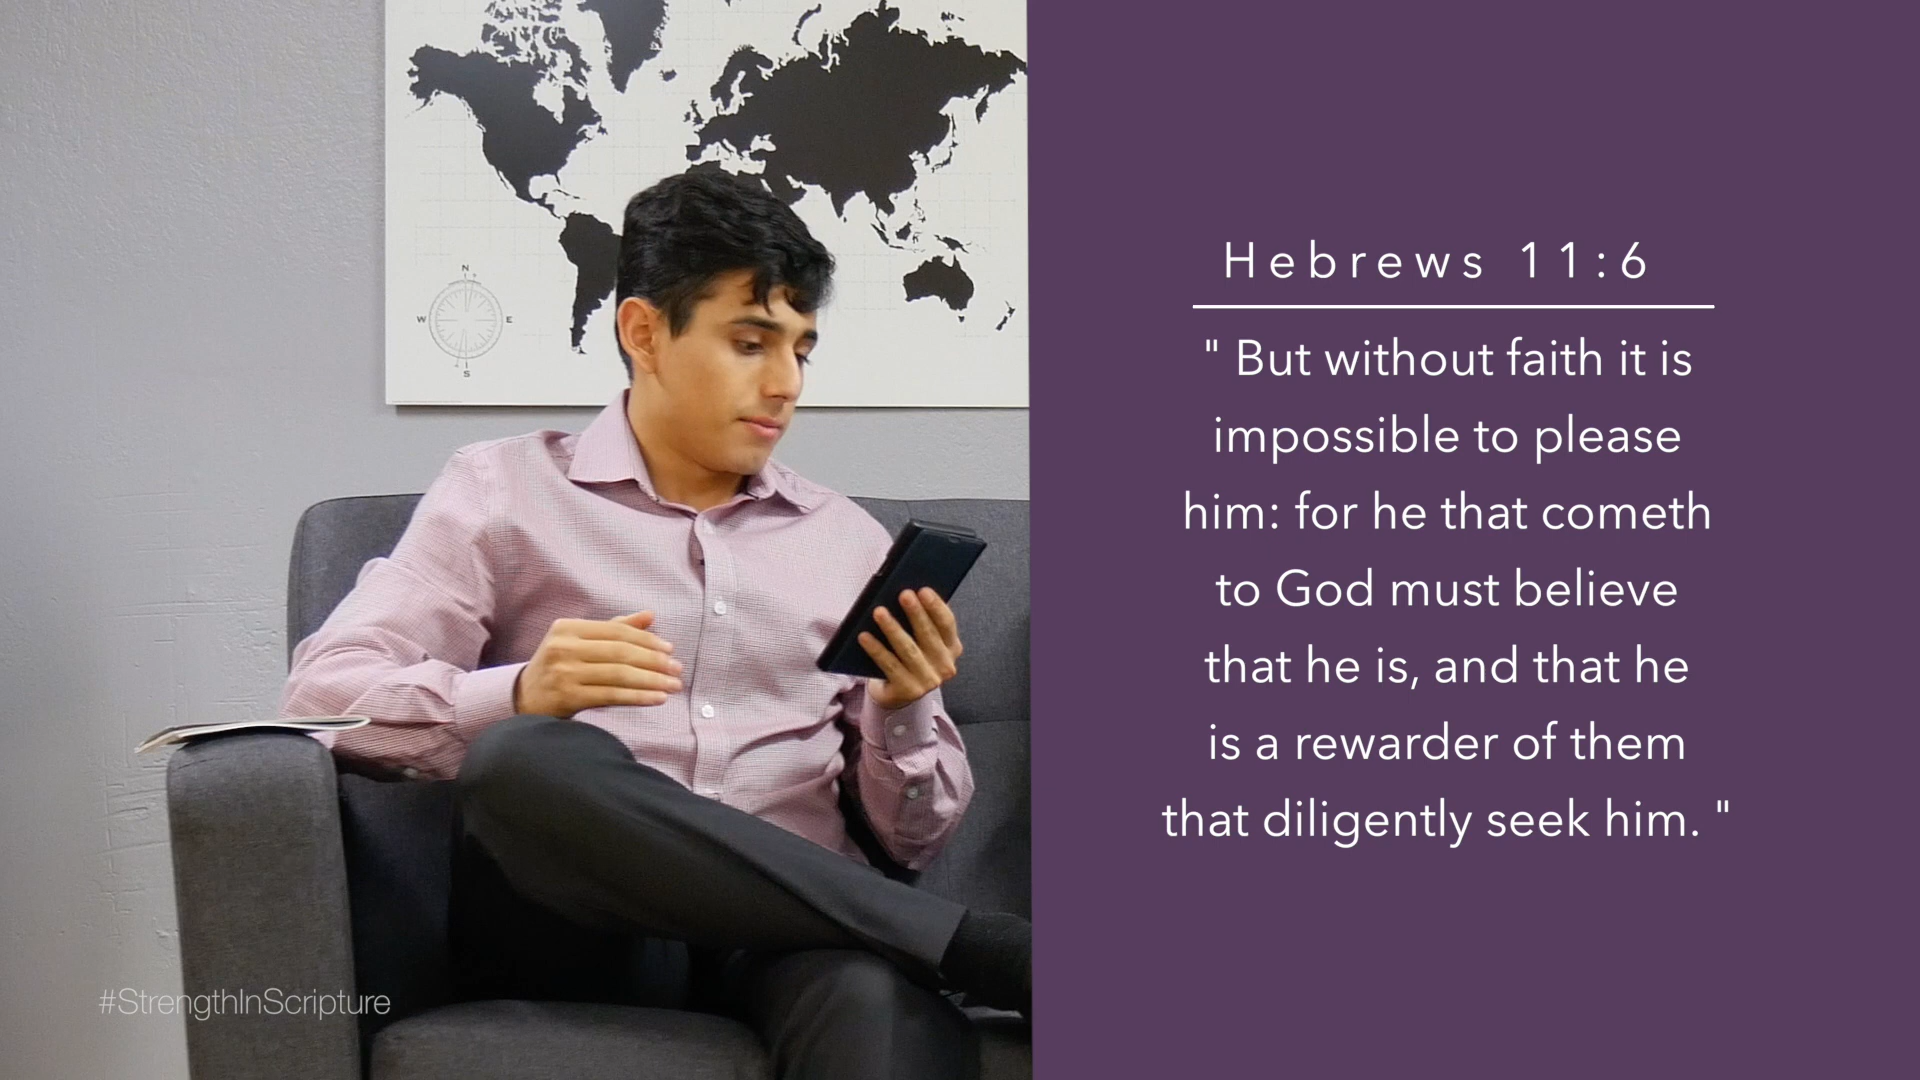 Hebrews 11:6
" But without faith it is
impossible to please
him: for he that cometh
to God must believe
that he is, and that he
is a rewarder of them
that diligently seek him. "
N
W
E
S
#StrengthInScripture